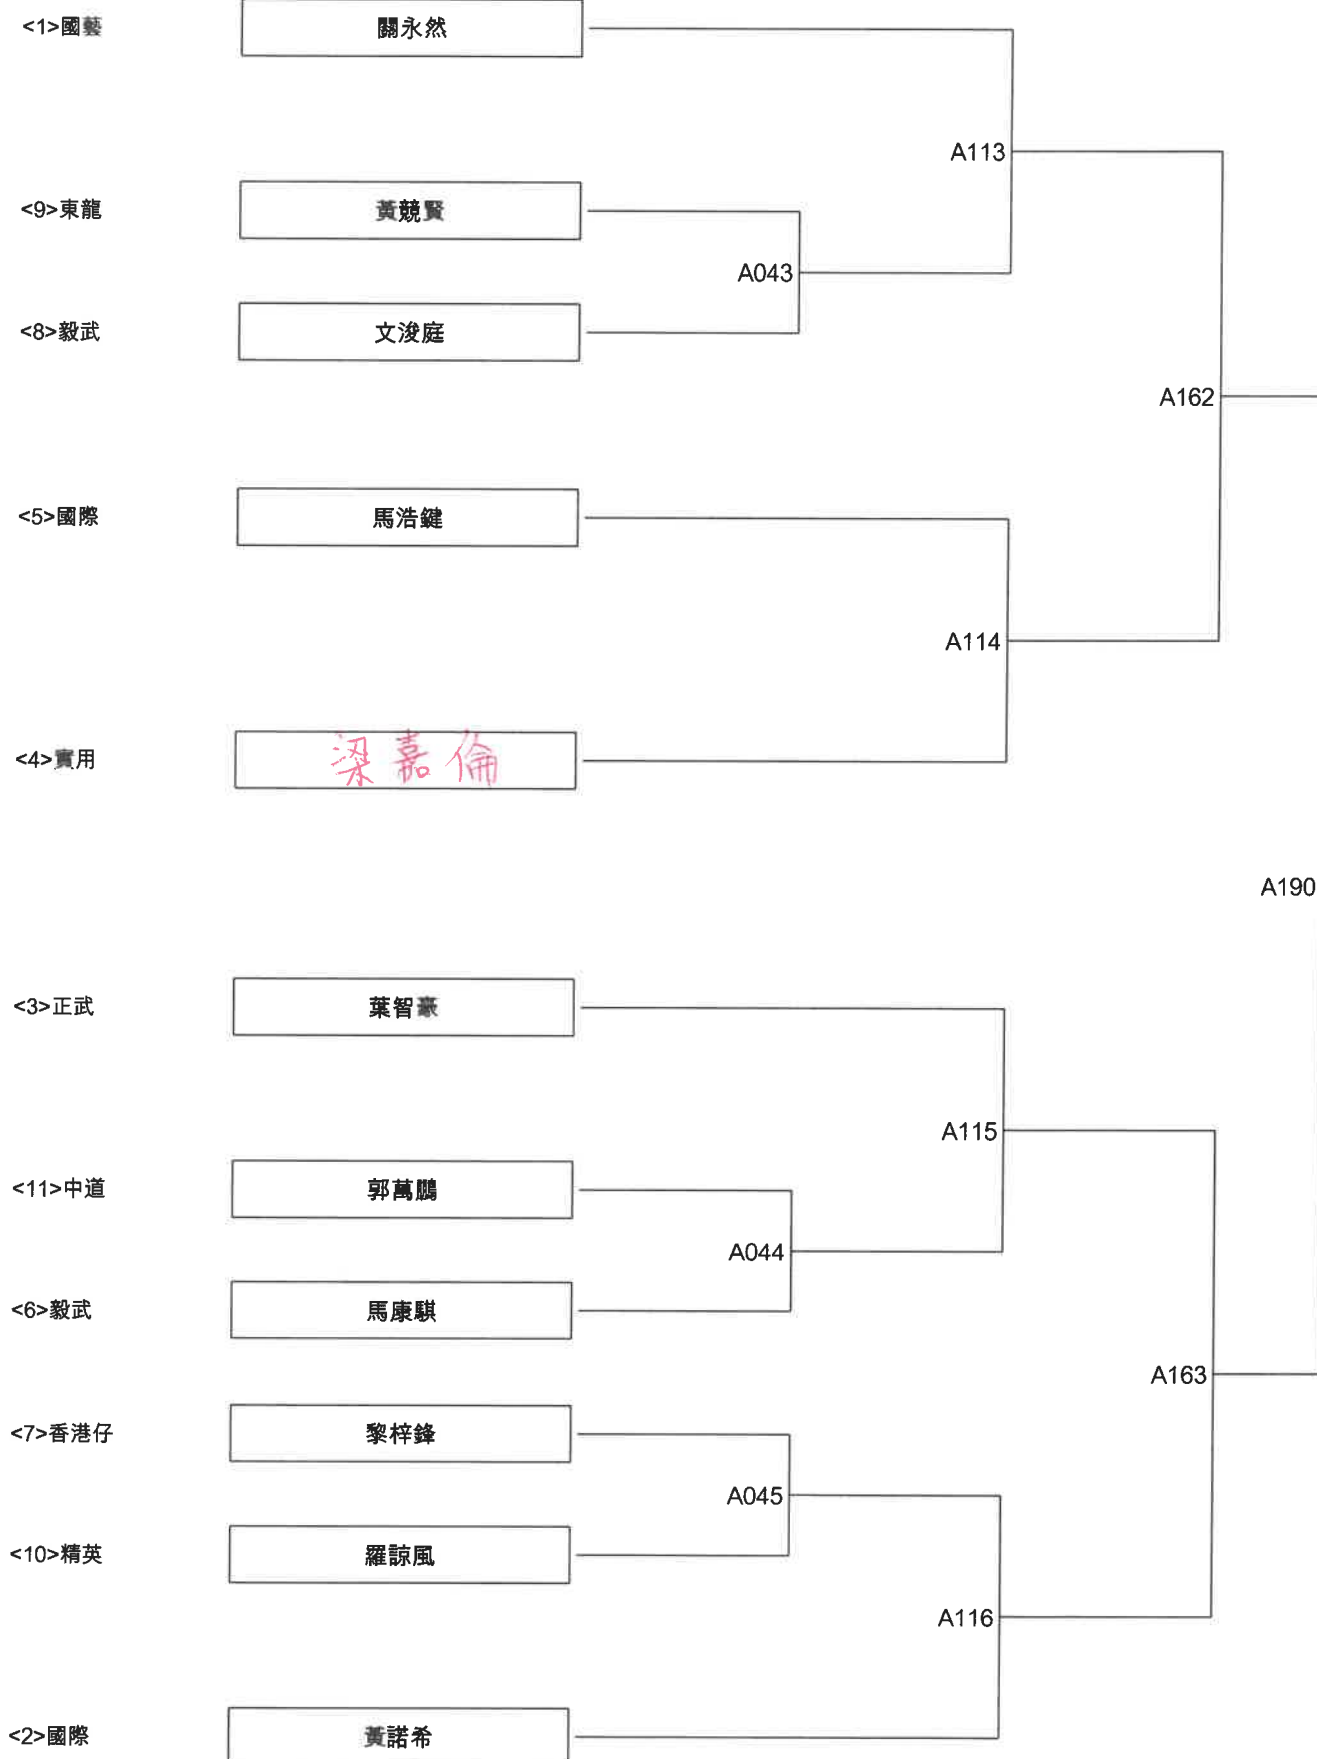 <1>國藝 關永然
A113
<9>東龍 黃競賢
A043
<8>毅武 文浚庭
A162
<5>國際 馬浩鍵
A114
<4>實用 梁嘉倫
A190
<3>正武 葉智豪
A115
<11>中道 郭萬鵬
A044
<6>毅武 馬康騏
A163
<7>香港仔 黎梓鋒
A045
<10>精英 羅諒風
A116
<2>國際 黃諾希